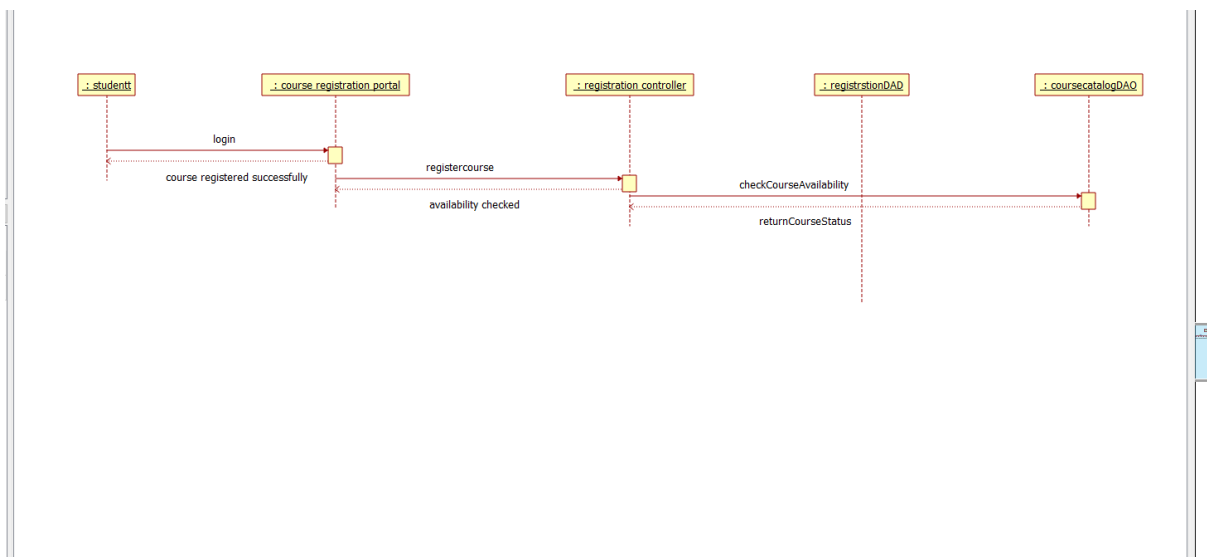 : studentt
: course registration portal
: registration controller
: registrstionDAD
: coursecatalogDAO
login
course registered successfully
registercourse
availability checked
checkCourseAvailability
returnCourseStatus